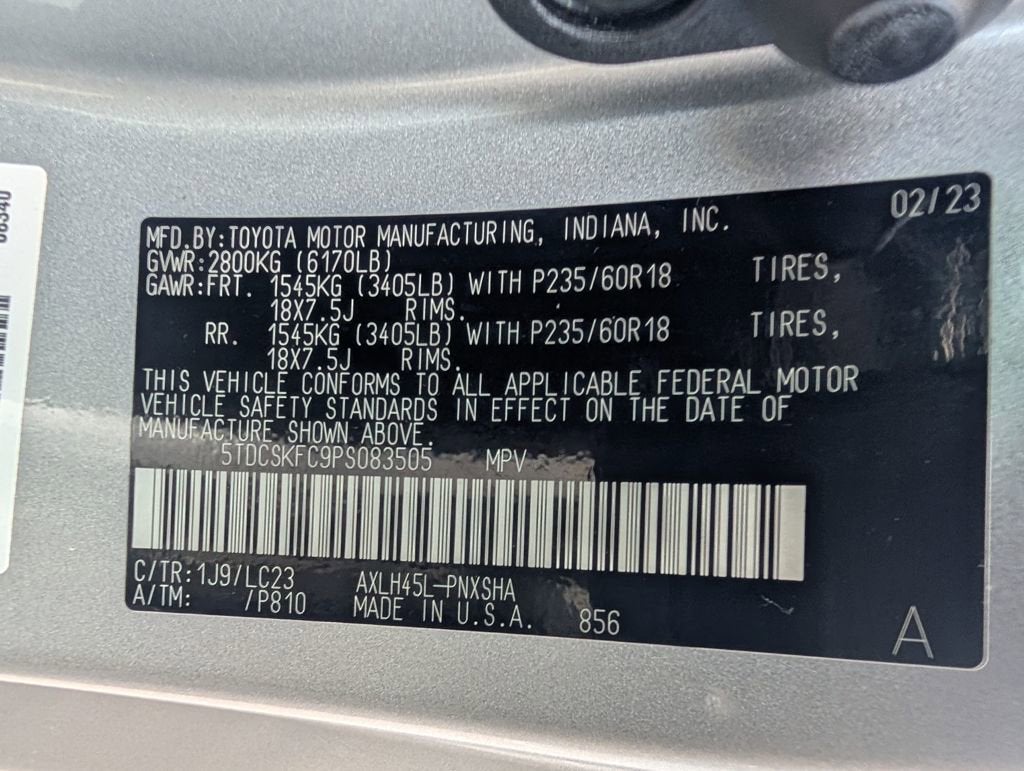 02/23
MFD.BY:TOYOTA MOTOR MANUFACTURING, INDIANA, INC.
GVWR:2800KG (6170LB)
GAWR:FRT. 1545KG (3405LB) WITH P235/60R18 TIRES,
18X7.5J RIMS.
RR. 1545KG (3405LB) WITH P235/60R18 TIRES,
18X7.5J RIMS.
THIS VEHICLE CONFORMS TO ALL APPLICABLE FEDERAL MOTOR
VEHICLE SAFETY STANDARDS IN EFFECT ON THE DATE OF
MANUFACTURE SHOWN ABOVE.
5TDCSKFC9PS083505 MPV
C/TR:1J9/LC23 AXLH45L-PNXSHA
A/TM: /P810 MADE IN U.S.A. 856
A